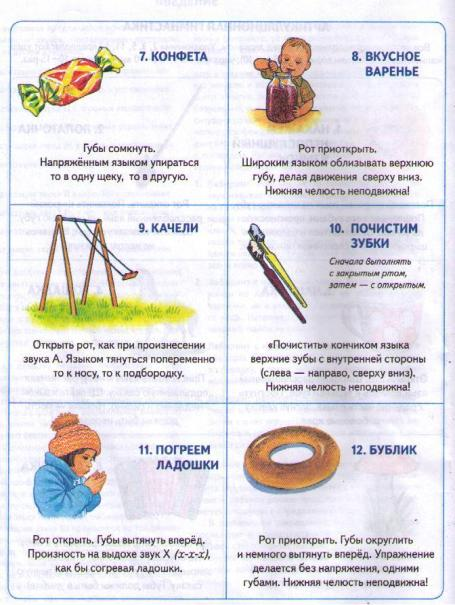 7. КОНФЕТА
Губы сомкнуть.
Напряжённым языком упираться
то в одну щеку, то в другую.
8. ВКУСНОЕ
ВАРЕНЬЕ
Рот приоткрыть.
Широким языком облизывать верхнюю
губу, делая движения сверху вниз.
Нижняя челюсть неподвижна!
9. КАЧЕЛИ
Открыть рот, как при произнесении
звука А. Языком тянуться попеременно
то к носу, то к подбородку.
10. ПОЧИСТИМ
ЗУБКИ
Сначала выполнять
с закрытым ртом,
затем — с открытым.
«Почистить» кончиком языка
верхние зубы с внутренней стороны
(слева — направо, сверху вниз).
Нижняя челюсть неподвижна!
11. ПОГРЕЕМ
ЛАДОШКИ
Рот открыть. Губы вытянуть вперёд.
Произность на выдохе звук Х (х-х-х),
как бы согревая ладошки.
12. БУБЛИК
Рот приоткрыть. Губы округлить
и немного вытянуть вперёд. Упражнение
делается без напряжения, одними
губами. Нижняя челюсть неподвижна!